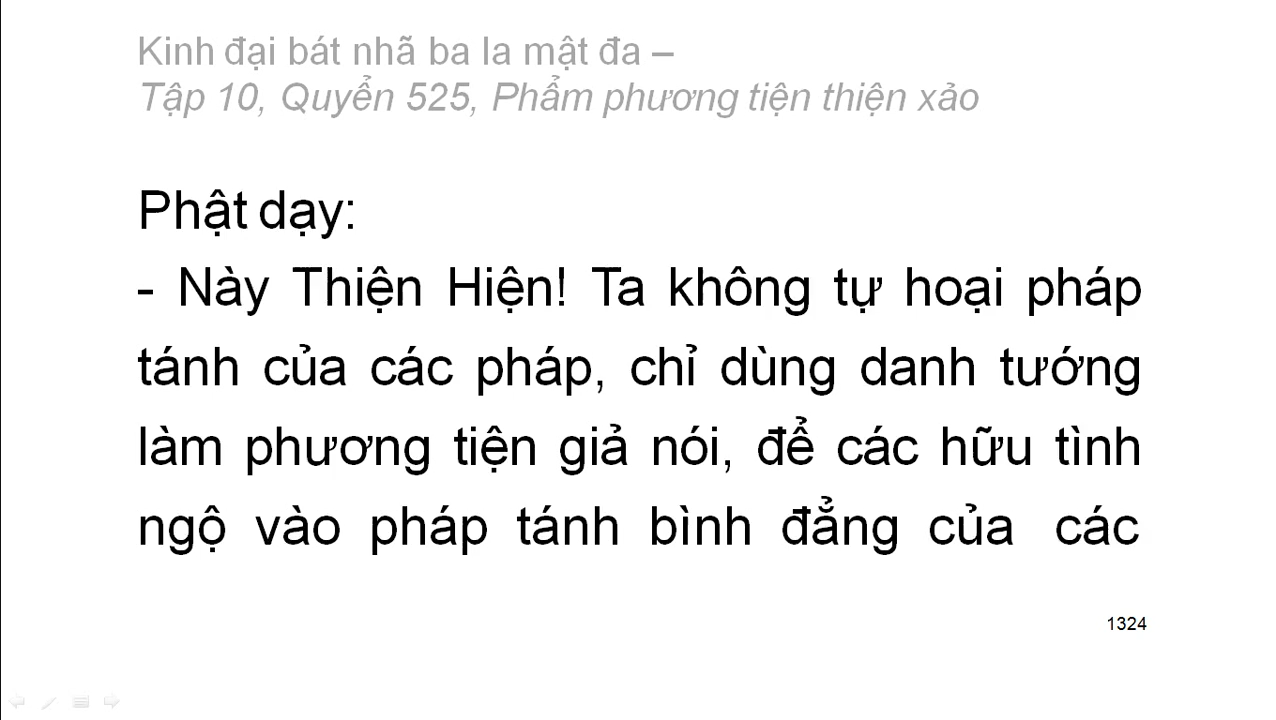 Kinh đại bát nhã ba la mật đa –
Tập 10, Quyển 525, Phẩm phương tiện thiện xảo
Phật dạy:
- Này Thiện Hiện! Ta không tự hoại pháp
tánh của các pháp, chỉ dùng danh tướng
làm phương tiện giả nói, để các hữu tình
ngộ vào pháp tánh bình đẳng của các
1324